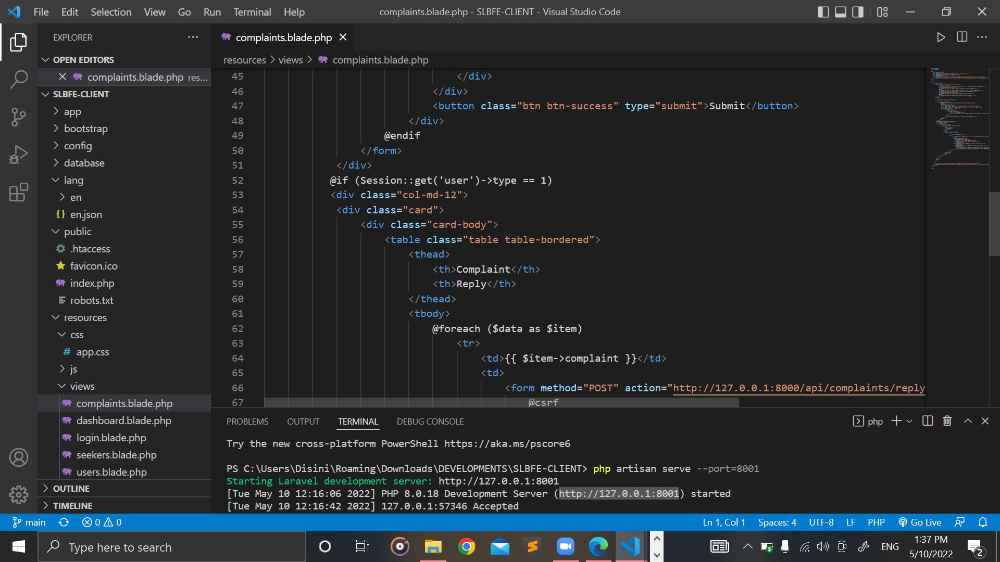 File Edit Selection View Go Run Terminal Help
complaints.blade.php - SLBFE-CLIENT - Visual Studio Code
EXPLORER
OPEN EDITORS
complaints.blade.php res...
SLBFE-CLIENT
app
bootstrap
config
database
lang
en
{} en.json
public
.htaccess
favicon.ico
index.php
robots.txt
resources
css
# app.css
js
views
complaints.blade.php
dashboard.blade.php
login.blade.php
seekers.blade.php
users.blade.php
OUTLINE
TIMELINE
complaints.blade.php
resources > views > complaints.blade.php
45 </div>
46 </div>
47 <button class="btn btn-success" type="submit">Submit</button>
48 </div>
49 @endif
50 </form>
51 </div>
52 @if (Session::get('user')->type == 1)
53 <div class="col-md-12">
54 <div class="card">
55 <div class="card-body">
56 <table class="table table-bordered">
57 <thead>
58 <th>Complaint</th>
59 <th>Reply</th>
60 </thead>
61 <tbody>
62 @foreach ($data as $item)
63 <tr>
64 <td>{{ $item->complaint }}</td>
65 <td>
66 <form method="POST" action="http://127.0.0.1:8000/api/complaints/reply
67 @csrf
PROBLEMS OUTPUT TERMINAL DEBUG CONSOLE
php
Try the new cross-platform PowerShell https://aka.ms/pscore6
PS C:\Users\Disini\Roaming\Downloads\DEVELOPMENTS\SLBFE-CLIENT> php artisan serve --port=8001
Starting Laravel development server: http://127.0.0.1:8001
[Tue May 10 12:16:06 2022] PHP 8.0.18 Development Server (http://127.0.0.1:8001) started
[Tue May 10 12:16:42 2022] 127.0.0.1:57346 Accepted
main 0 0
Ln 1, Col 1 Spaces: 4 UTF-8 LF PHP Go Live
Type here to search
ENG
1:37 PM
5/10/2022
2